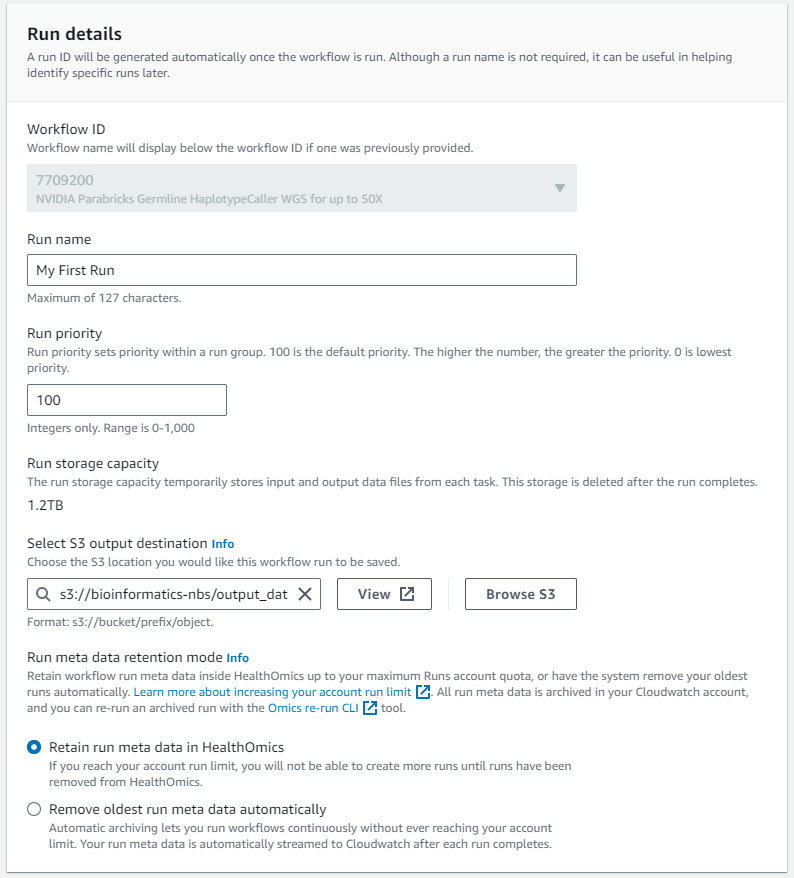 Run details
A run ID will be generated automatically once the workflow is run. Although a run name is not required, it can be useful in helping
identify specific runs later.
Workflow ID
Workflow name will display below the workflow ID if one was previously provided.
7709200
NVIDIA Parabricks Germline HaplotypeCaller WGS for up to 50X
Run name
My First Run
Maximum of 127 characters.
Run priority
Run priority sets priority within a run group. 100 is the default priority. The higher the number, the greater the priority. 0 is lowest
priority.
100
Integers only. Range is 0-1,000
Run storage capacity
The run storage capacity temporarily stores input and output data files from each task. This storage is deleted after the run completes.
1.2TB
Select S3 output destination Info
Choose the S3 location you would like this workflow run to be saved.
s3://bioinformatics-nbs/output_dat View Browse S3
Format: s3://bucket/prefix/object.
Run meta data retention mode Info
Retain workflow run meta data inside HealthOmics up to your maximum Runs account quota, or have the system remove your oldest
runs automatically. Learn more about increasing your account run limit. All run meta data is archived in your Cloudwatch account,
and you can re-run an archived run with the Omics re-run CLI tool.
Retain run meta data in HealthOmics
If you reach your account run limit, you will not be able to create more runs until runs have been
removed from HealthOmics.
Remove oldest run meta data automatically
Automatic archiving lets you run workflows continuously without ever reaching your account
limit. Your run meta data is automatically streamed to Cloudwatch after each run completes.